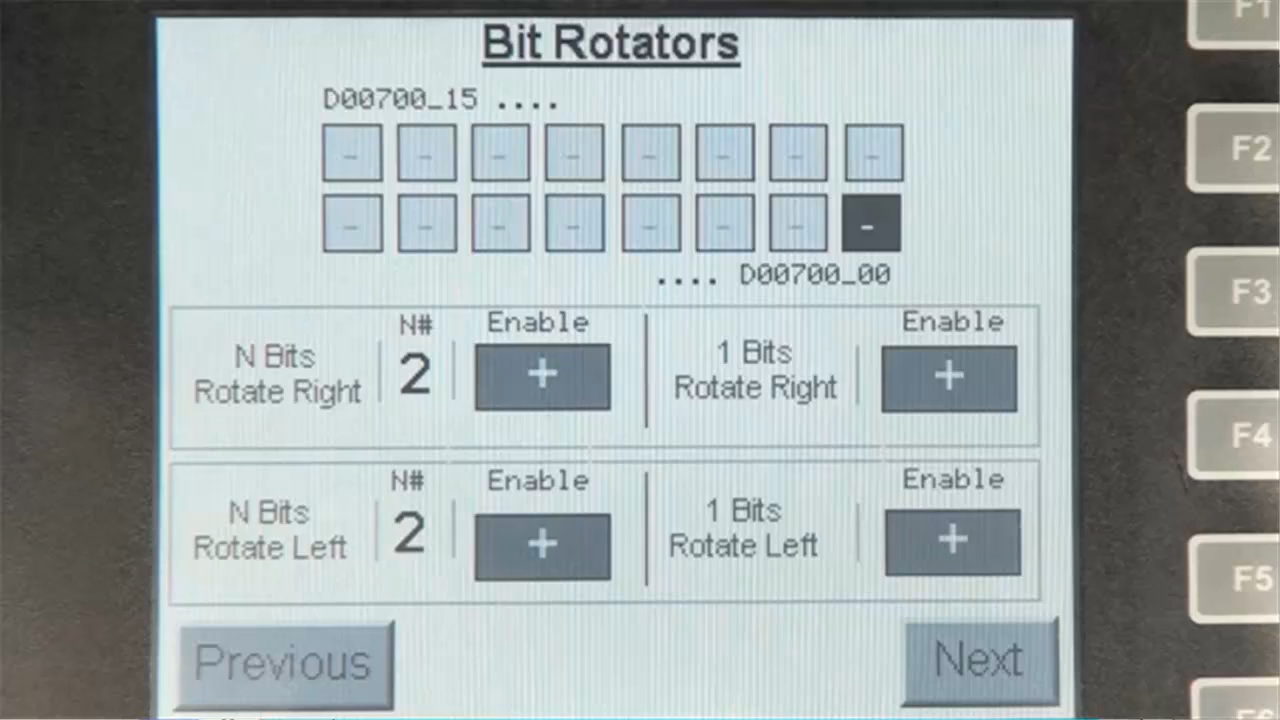 Bit Rotators
D00700_15 ....
- - - - - - - -
- - - - - - - -
.... D00700_00
N Bits
Rotate Right
N#
2
Enable
+
1 Bits
Rotate Right
Enable
+
N Bits
Rotate Left
N#
2
Enable
+
1 Bits
Rotate Left
Enable
+
Previous
Next
F1
F2
F3
F4
F5